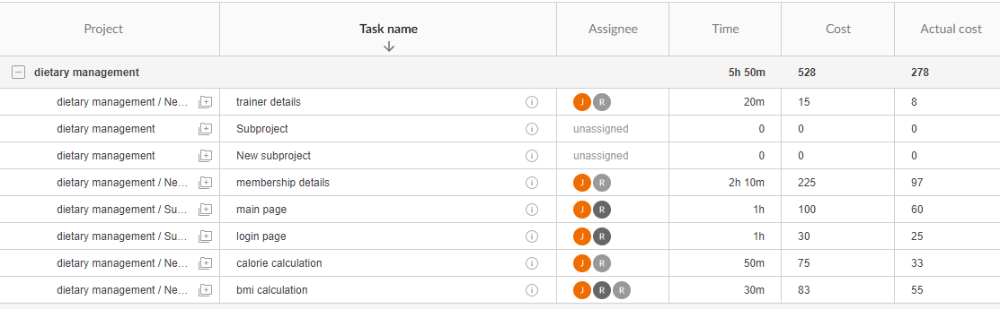 Project Task name Assignee Time Cost Actual cost
dietary management 5h 50m 528 278
dietary management / Ne... trainer details J R 20m 15 8
dietary management Subproject unassigned 0 0 0
dietary management New subproject unassigned 0 0 0
dietary management / Ne... membership details J R 2h 10m 225 97
dietary management / Su... main page J R 1h 100 60
dietary management / Su... login page J R 1h 30 25
dietary management / Ne... calorie calculation J R 50m 75 33
dietary management / Ne... bmi calculation J R R 30m 83 55